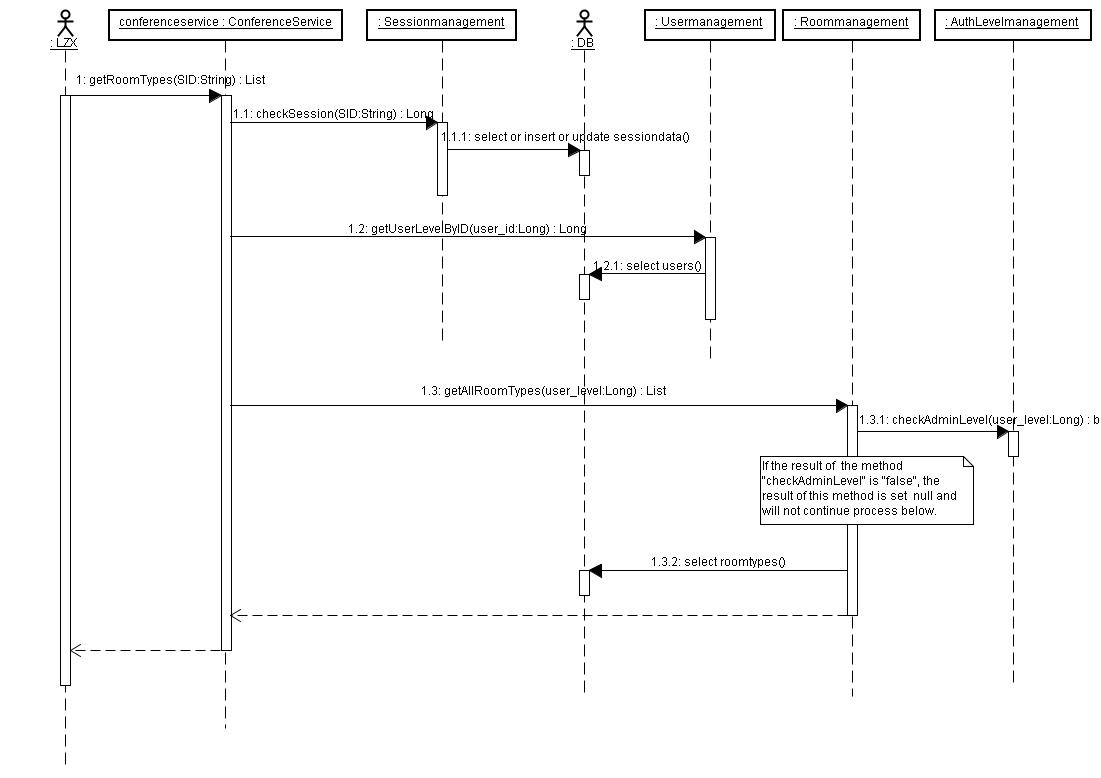 conferenceservice : ConferenceService
: Sessionmanagement
: Usermanagement
: Roommanagement
: AuthLevelmanagement
: LZX
: DB
1: getRoomTypes(SID:String) : List
1.1: checkSession(SID:String) : Long
1.1.1: select or insert or update sessiondata()
1.2: getUserLevelByID(user_id:Long) : Long
1.2.1: select users()
1.3: getAllRoomTypes(user_level:Long) : List
1.3.1: checkAdminLevel(user_level:Long) : b
If the result of the method
"checkAdminLevel" is "false", the
result of this method is set null and
will not continue process below.
1.3.2: select roomtypes()